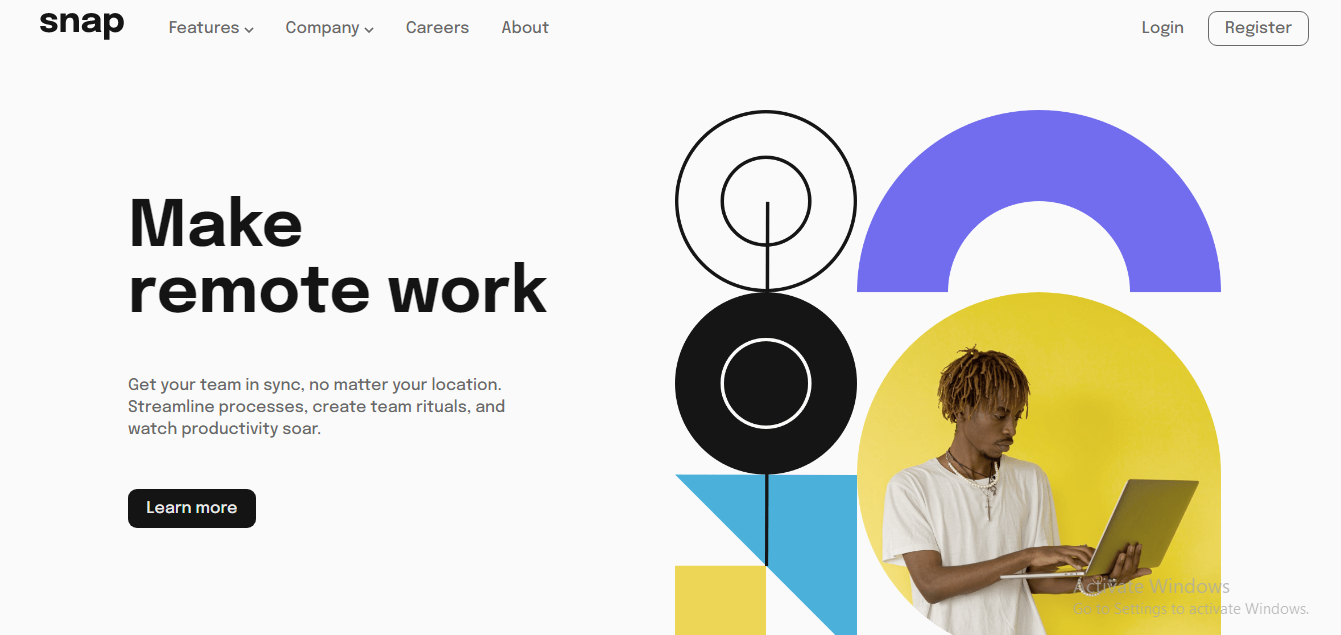 snap
Features
Company
Careers
About
Login
Register
Make
remote work
Get your team in sync, no matter your location.
Streamline processes, create team rituals, and
watch productivity soar.
Learn more
Activate Windows
Go to Settings to activate Windows.